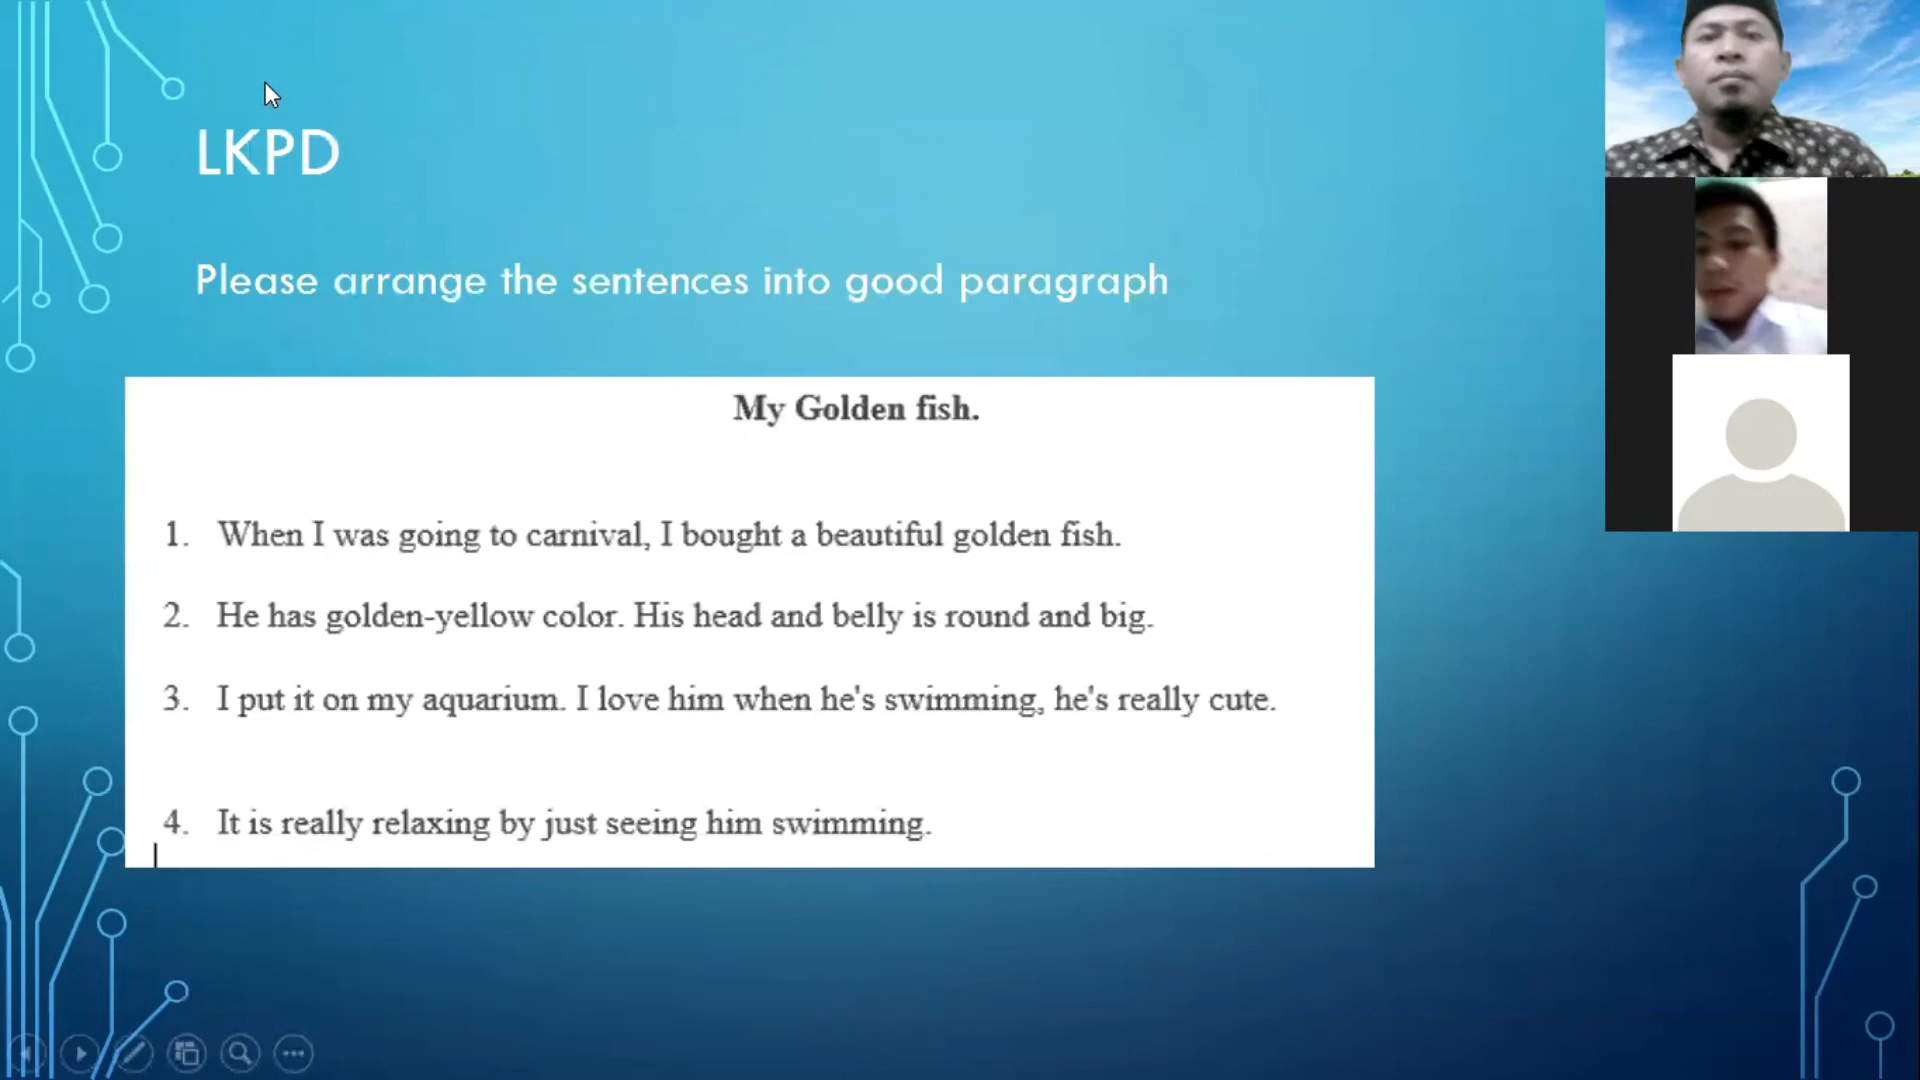 LKPD
Please arrange the sentences into good paragraph
My Golden fish.
1. When I was going to carnival, I bought a beautiful golden fish.
2. He has golden-yellow color. His head and belly is round and big.
3. I put it on my aquarium. I love him when he's swimming, he's really cute.
4. It is really relaxing by just seeing him swimming.